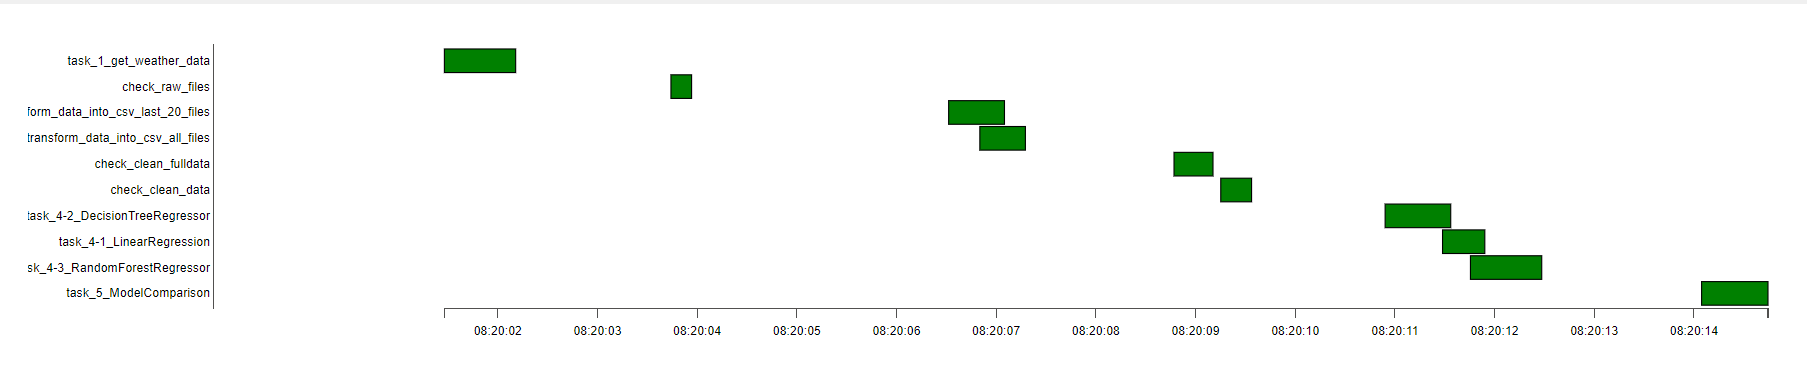 task_1_get_weather_data
check_raw_files
form_data_into_csv_last_20_files
transform_data_into_csv_all_files
check_clean_fulldata
check_clean_data
task_4-2_DecisionTreeRegressor
task_4-1_LinearRegression
sk_4-3_RandomForestRegressor
task_5_ModelComparison
08:20:02 08:20:03 08:20:04 08:20:05 08:20:06 08:20:07 08:20:08 08:20:09 08:20:10 08:20:11 08:20:12 08:20:13 08:20:14